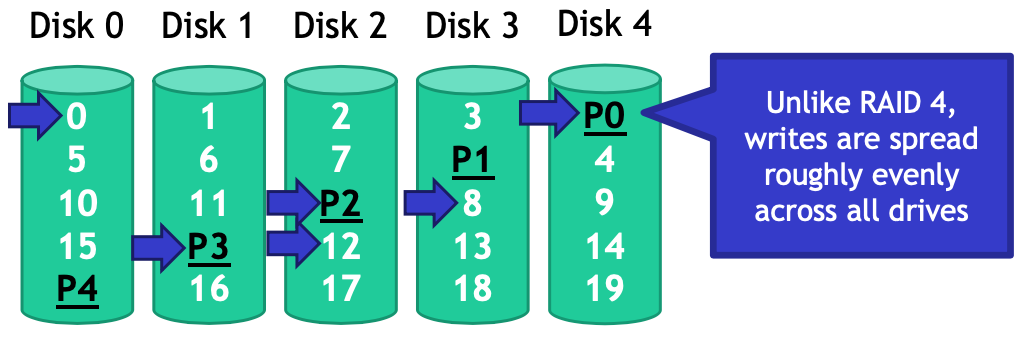 Disk 0 Disk 1 Disk 2 Disk 3 Disk 4
0 1 2 3 P0
5 6 7 P1 4
10 11 P2 8 9
15 P3 12 13 14
P4 16 17 18 19
Unlike RAID 4,
writes are spread
roughly evenly
across all drives